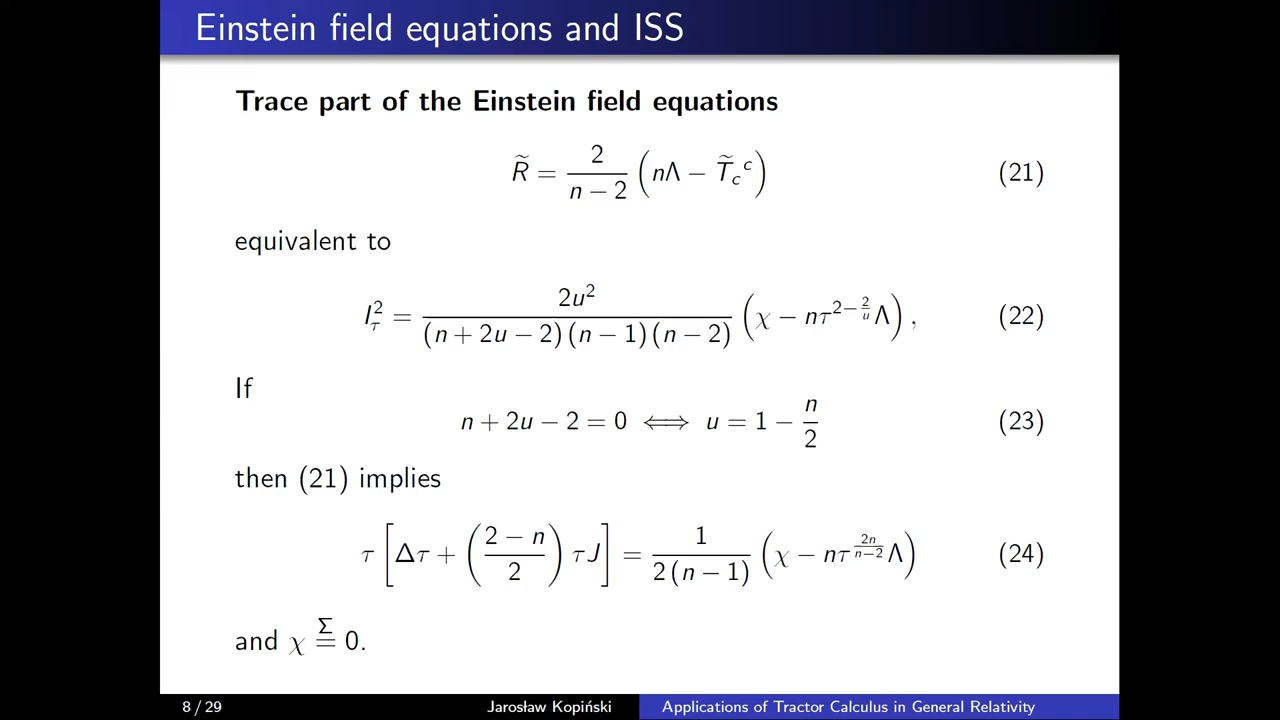 Einstein field equations and ISS
Trace part of the Einstein field equations
R̃ = 2/(n − 2) (nΛ − T̃_c^c) (21)
equivalent to
I_τ^2 = 2u^2/((n + 2u − 2)(n − 1)(n − 2)) (χ − nτ^{2−2/u}Λ), (22)
If
n + 2u − 2 = 0 ⟺ u = 1 − n/2 (23)
then (21) implies
τ[Δτ + ((2 − n)/2) τJ] = 1/(2(n − 1)) (χ − nτ^{2n/(n−2)}Λ) (24)
and χ =^Σ 0.
8 / 29 Jarosław Kopiński Applications of Tractor Calculus in General Relativity